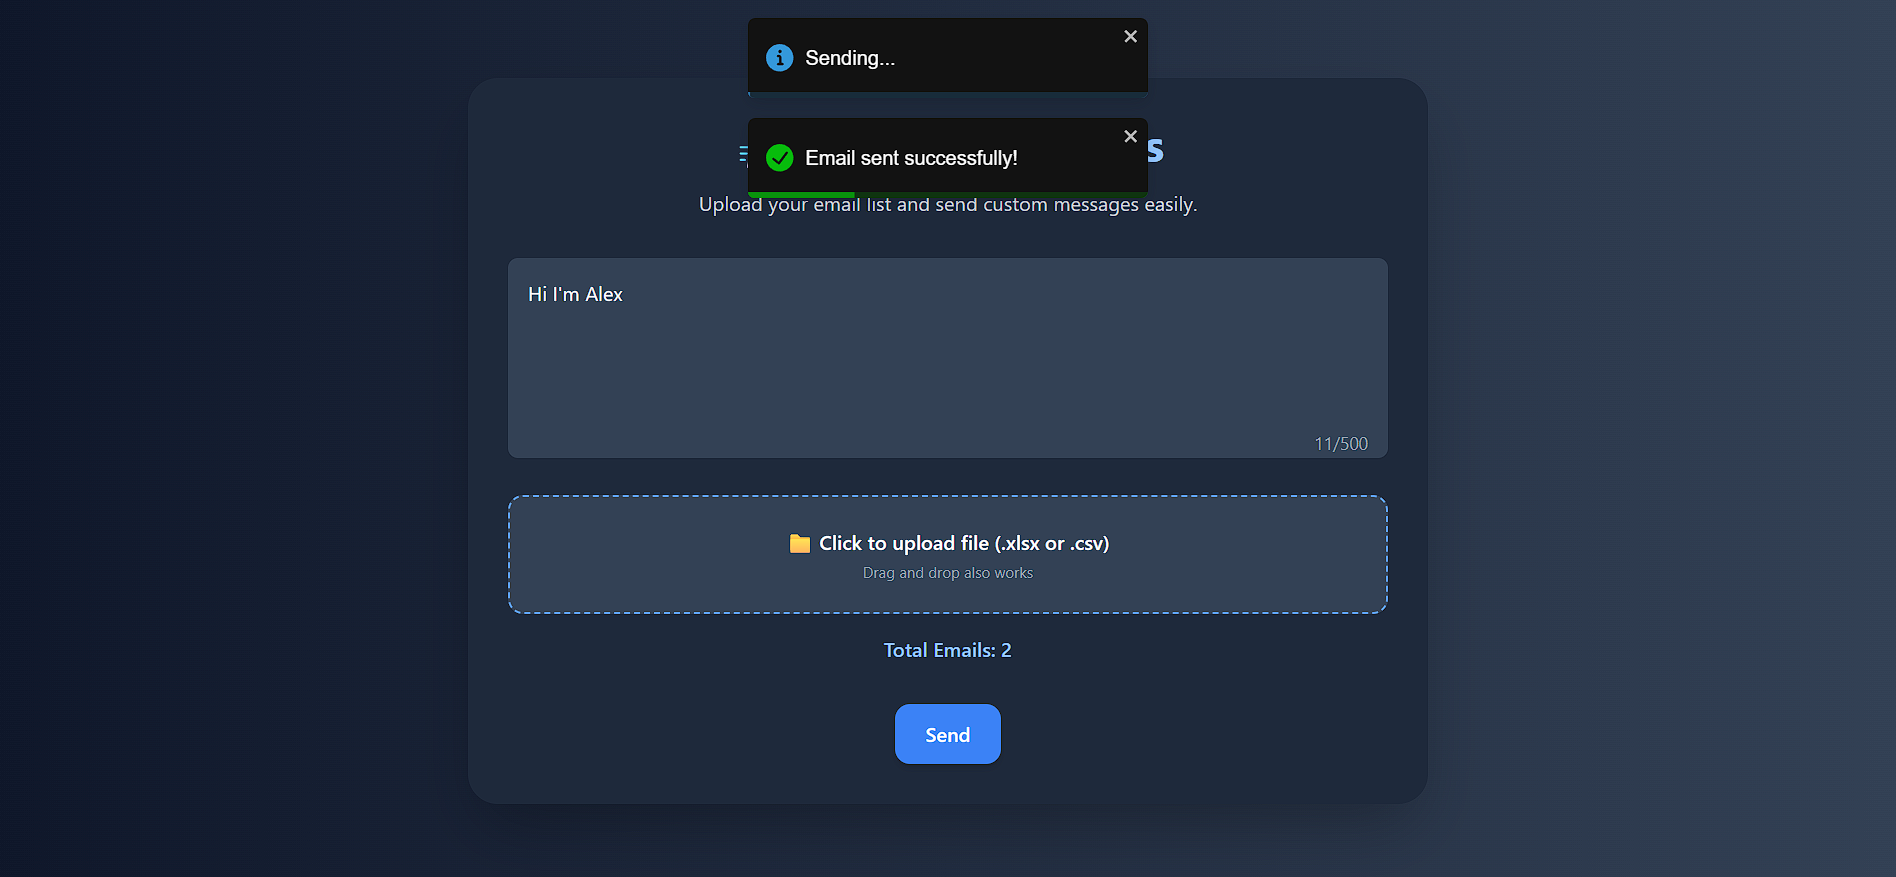 Sending...
Email sent successfully!
Upload your email list and send custom messages easily.
Hi I'm Alex
11/500
Click to upload file (.xlsx or .csv)
Drag and drop also works
Total Emails: 2
Send